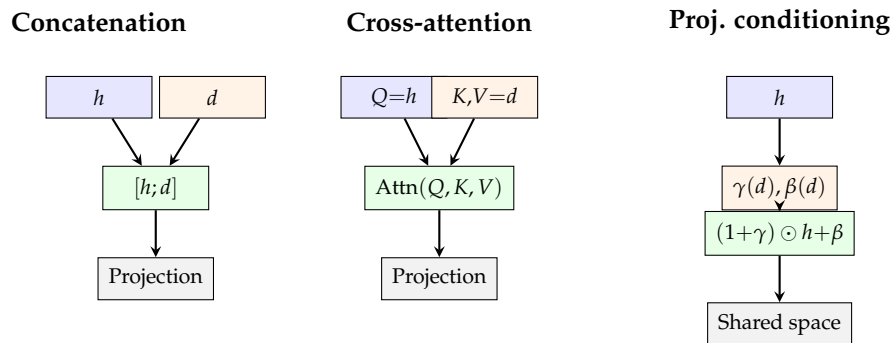 Concatenation
h
d
[h; d]
Projection
Cross-attention
Q=h
K,V=d
Attn(Q, K, V)
Projection
Proj. conditioning
h
γ(d), β(d)
(1+γ) ⊙ h+β
Shared space